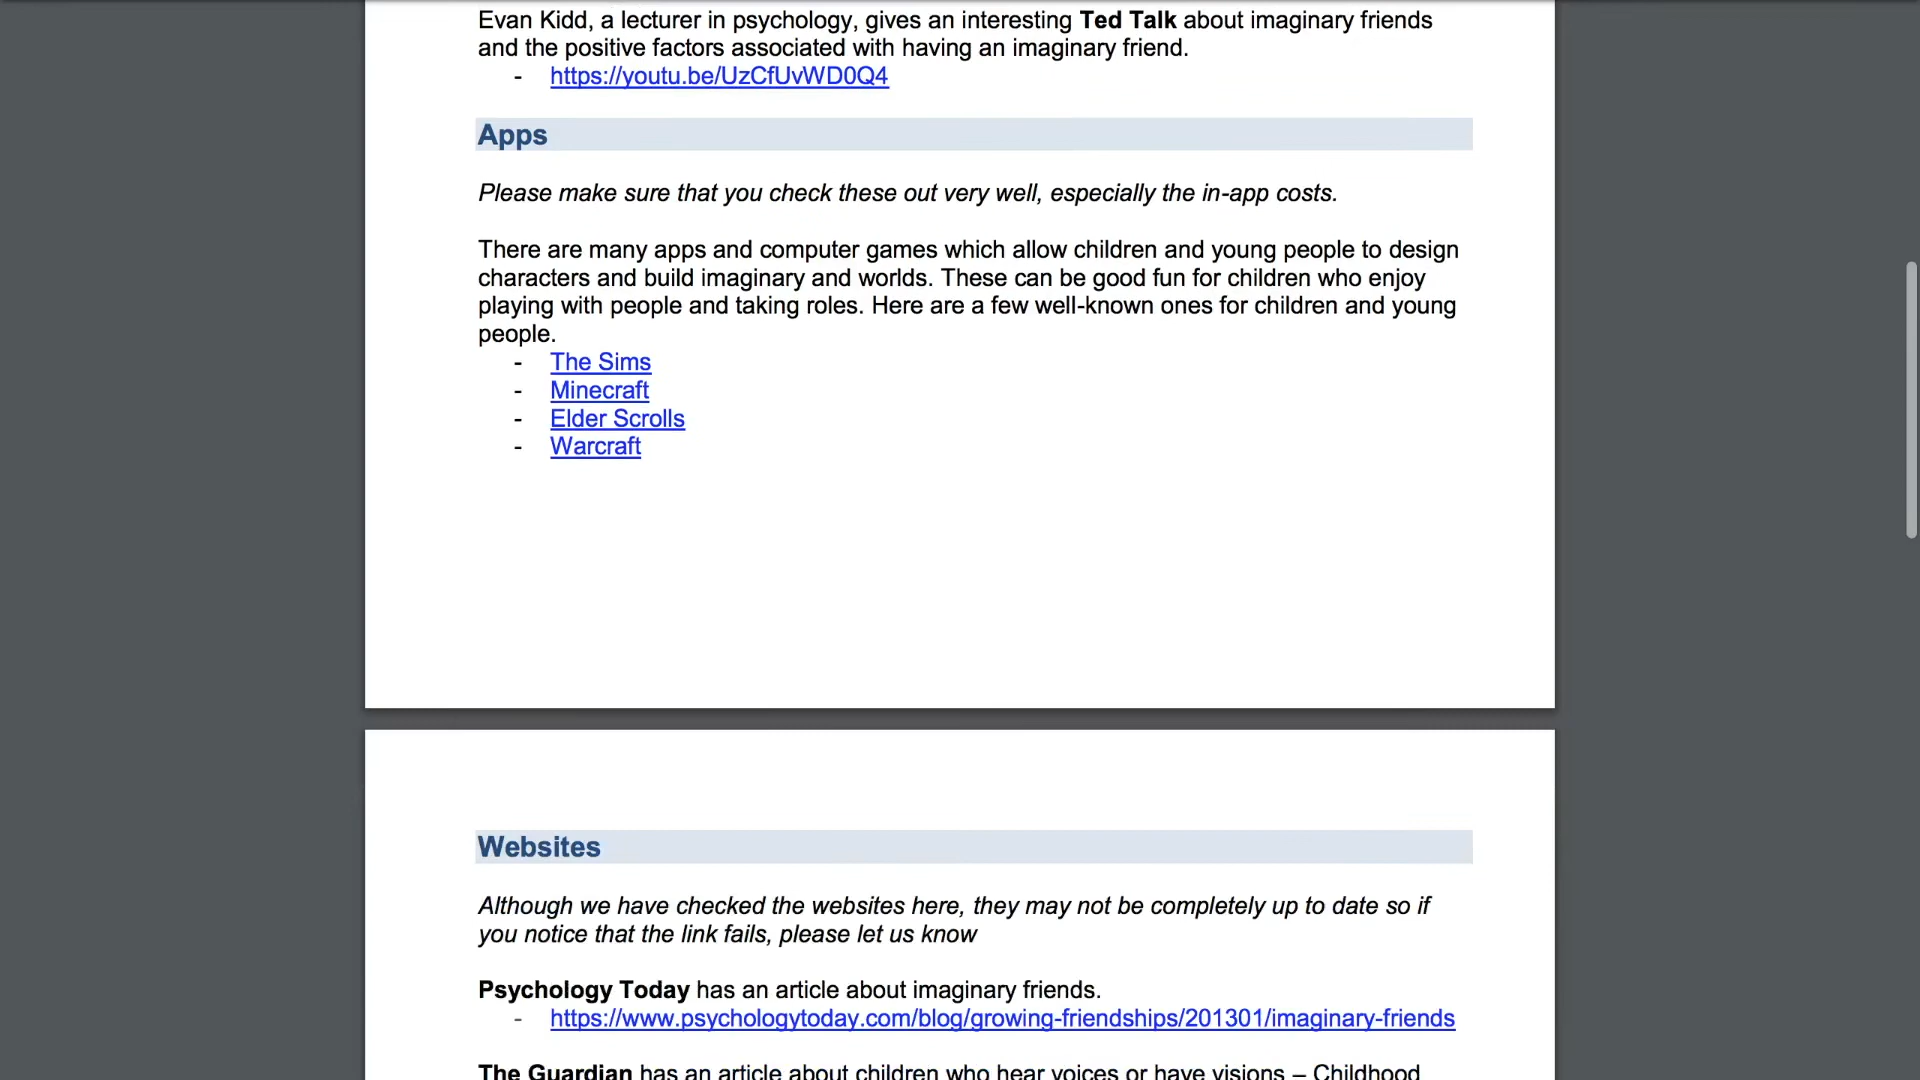 Evan Kidd, a lecturer in psychology, gives an interesting Ted Talk about imaginary friends
and the positive factors associated with having an imaginary friend.
- https://youtu.be/UzCfUvWD0Q4
Apps
Please make sure that you check these out very well, especially the in-app costs.
There are many apps and computer games which allow children and young people to design
characters and build imaginary and worlds. These can be good fun for children who enjoy
playing with people and taking roles. Here are a few well-known ones for children and young
people.
- The Sims
- Minecraft
- Elder Scrolls
- Warcraft
Websites
Although we have checked the websites here, they may not be completely up to date so if
you notice that the link fails, please let us know
Psychology Today has an article about imaginary friends.
- https://www.psychologytoday.com/blog/growing-friendships/201301/imaginary-friends
The Guardian has an article about children who hear voices or have visions – Childhood